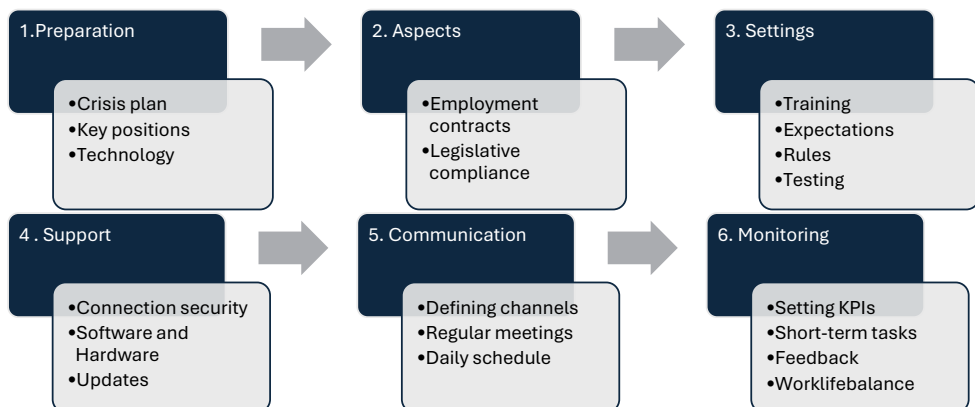 1.Preparation
•Crisis plan
•Key positions
•Technology
2. Aspects
•Employment
contracts
•Legislative
compliance
3. Settings
•Training
•Expectations
•Rules
•Testing
4 . Support
•Connection security
•Software and
Hardware
•Updates
5. Communication
•Defining channels
•Regular meetings
•Daily schedule
6. Monitoring
•Setting KPIs
•Short-term tasks
•Feedback
•Worklifebalance